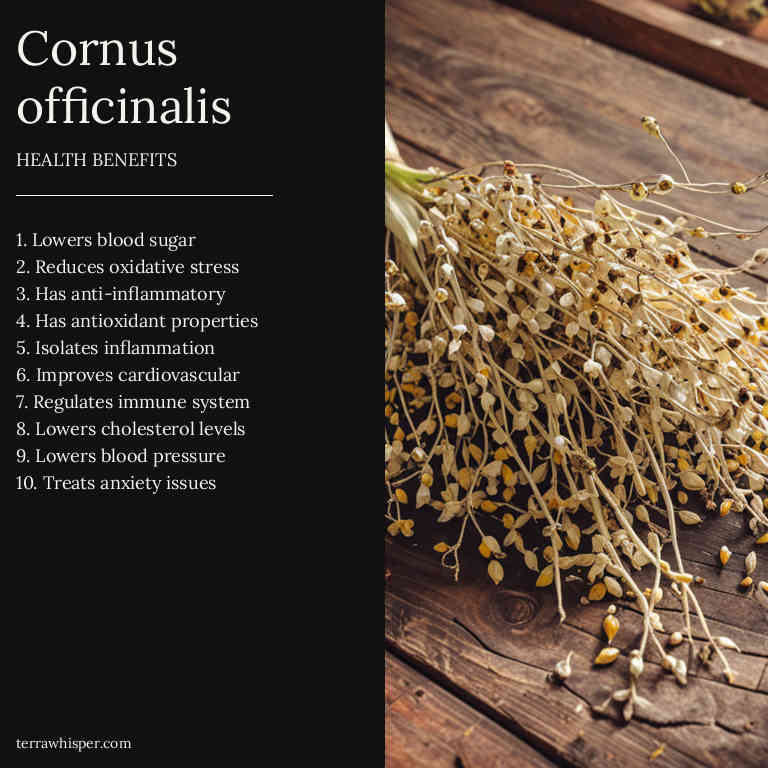 Cornus
officinalis
HEALTH BENEFITS
1. Lowers blood sugar
2. Reduces oxidative stress
3. Has anti-inflammatory
4. Has antioxidant properties
5. Isolates inflammation
6. Improves cardiovascular
7. Regulates immune system
8. Lowers cholesterol levels
9. Lowers blood pressure
10. Treats anxiety issues
terrawhisper.com